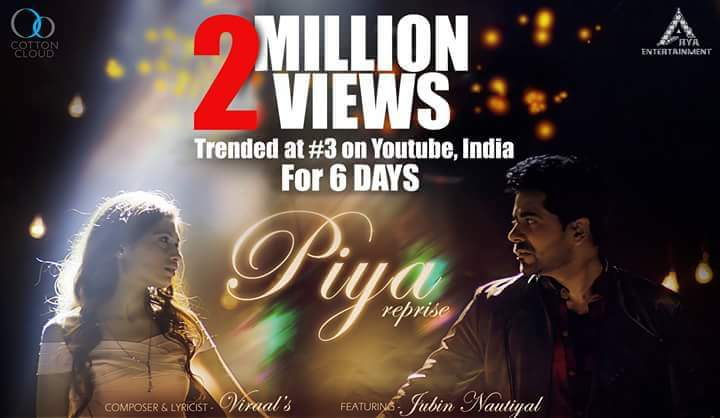 COTTON
CLOUD
AAYA
ENTERTAINMENT
2 MILLION
VIEWS
Trended at #3 on Youtube, India
For 6 DAYS
Piya
reprise
COMPOSER & LYRICIST - Viraal's
FEATURING - Jubin Nautiyal